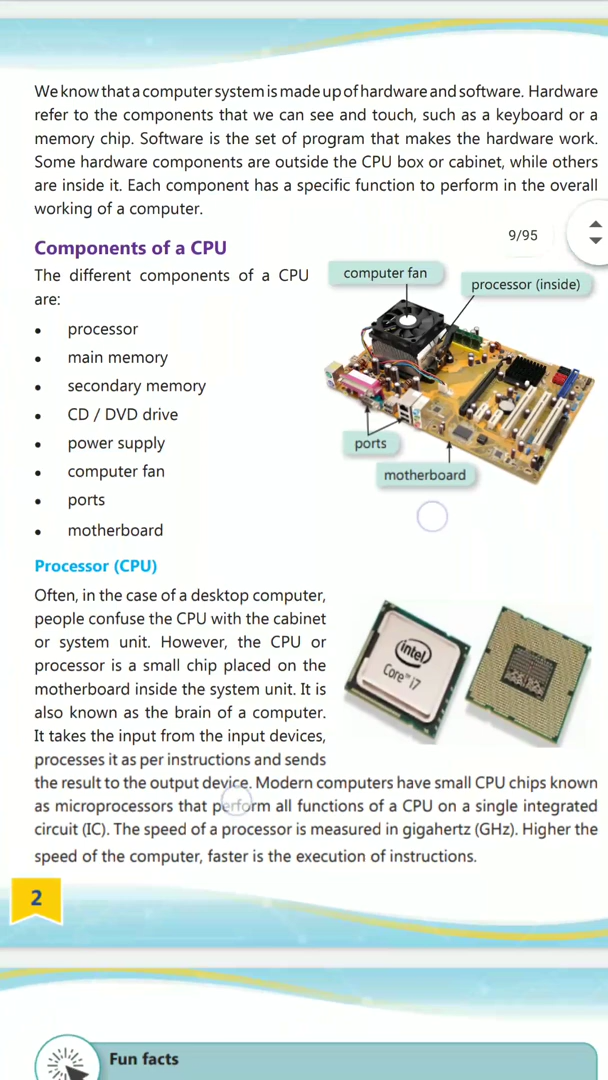 We know that a computer system is made up of hardware and software. Hardware
refer to the components that we can see and touch, such as a keyboard or a
memory chip. Software is the set of program that makes the hardware work.
Some hardware components are outside the CPU box or cabinet, while others
are inside it. Each component has a specific function to perform in the overall
working of a computer.
9/95
Components of a CPU
The different components of a CPU
are:
• processor
• main memory
• secondary memory
• CD / DVD drive
• power supply
• computer fan
• ports
• motherboard
computer fan
processor (inside)
ports
motherboard
Processor (CPU)
Often, in the case of a desktop computer,
people confuse the CPU with the cabinet
or system unit. However, the CPU or
processor is a small chip placed on the
motherboard inside the system unit. It is
also known as the brain of a computer.
It takes the input from the input devices,
processes it as per instructions and sends
the result to the output device. Modern computers have small CPU chips known
as microprocessors that perform all functions of a CPU on a single integrated
circuit (IC). The speed of a processor is measured in gigahertz (GHz). Higher the
speed of the computer, faster is the execution of instructions.
intel
Core™ i7
2
Fun facts